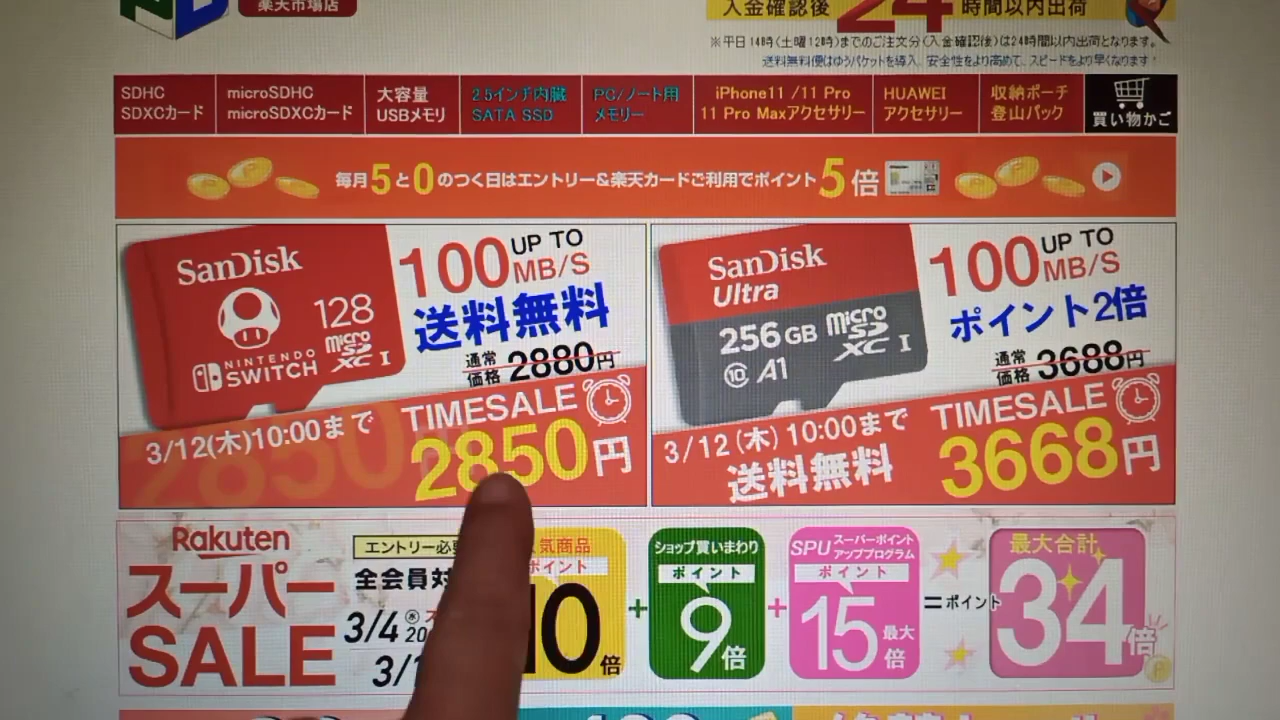 楽天市場店
入金確認後24時間以内出荷
※平日14時(土曜12時)までのご注文分(入金確認後)は24時間以内出荷となります。
送料無料便はゆうパケットを導入、安全性をより高めて、スピードをより早くなります!
SDHC
SDXCカード
microSDHC
microSDXCカード
大容量
USBメモリ
2.5インチ内臓
SATA SSD
PC/ノート用
メモリー
iPhone11 /11 Pro
11 Pro Maxアクセサリー
HUAWEI
アクセサリー
収納ポーチ
登山バック
買い物かご
毎月5と0のつく日はエントリー&楽天カードご利用でポイント5倍
SanDisk
128
NINTENDO
SWITCH
micro
SD
XC I
100 UP TO
MB/S
送料無料
通常
価格 2880円
3/12(木)10:00まで
TIMESALE
2850円
SanDisk
Ultra
256GB
micro
SD
XC I
10 A1
100 UP TO
MB/S
ポイント2倍
通常
価格 3688円
3/12(木) 10:00まで
送料無料
TIMESALE
3668円
Rakuten
スーパー
SALE
エントリー必
全会員対
3/4 ㊌ 20
3/1
気商品
ポイント
10倍
+
ショップ買いまわり
ポイント
9倍
+
SPU スーパーポイント
アッププログラム
ポイント
15 最大
倍
=ポイント
最大合計
34倍